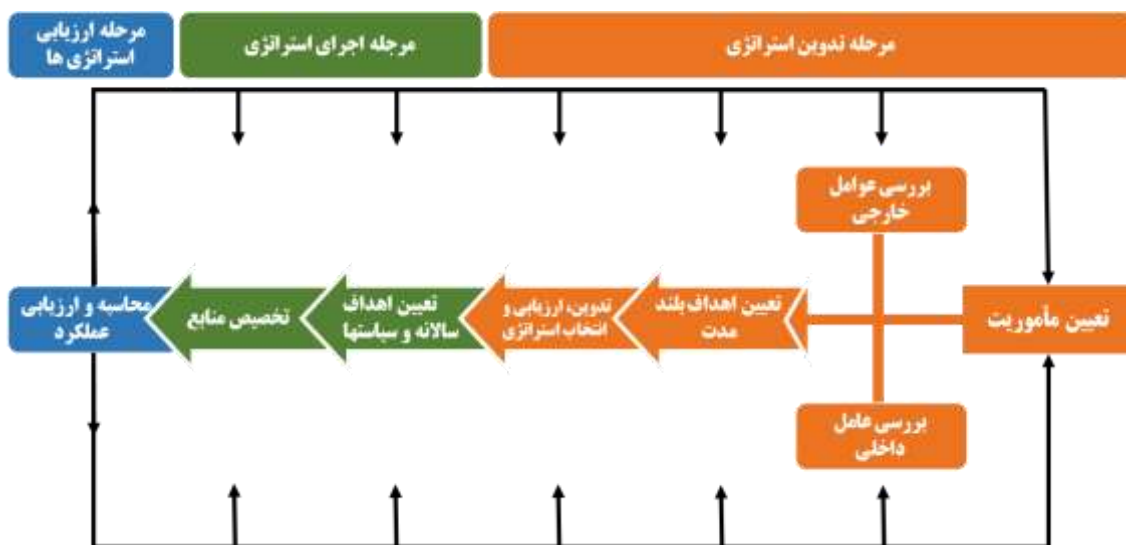 مرحله تدوین استراتژی
مرجله اجرای استراتژی
مرحله ارزیابی
استراتژی ها
تعیین مأموریت
بررسی عوامل
خارجی
بررسی عامل
داخلی
تعیین اهداف بلند
مدت
تدوین، ارزیابی و
انتخاب استراتژی
تعیین اهداف
سالانه و سیاستها
تخصیص منابع
محاسبه و ارزیابی
عملکرد